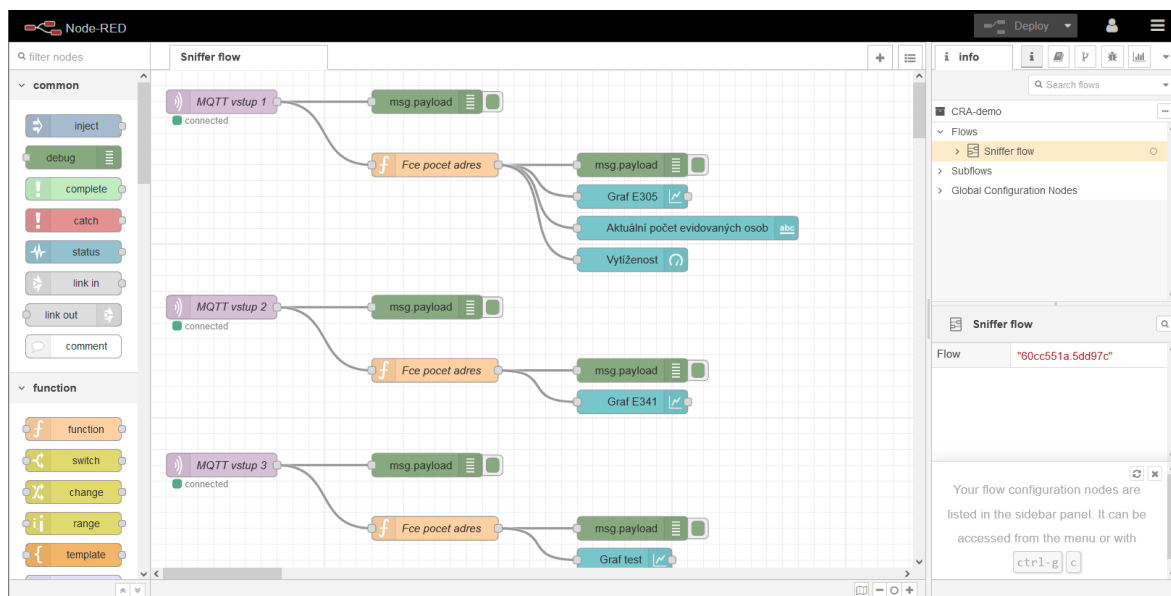 Node-RED
Deploy
filter nodes
Sniffer flow
info
Search flows
common
inject
debug
complete
catch
status
link in
link out
comment
function
function
switch
change
range
template
MQTT vstup 1
connected
msg.payload
Fce pocet adres
msg.payload
Graf E305
Aktuální počet evidovaných osob
abc
Vytíženost
MQTT vstup 2
connected
msg.payload
Fce pocet adres
msg.payload
Graf E341
MQTT vstup 3
connected
msg.payload
Fce pocet adres
msg.payload
Graf test
CRA-demo
Flows
Sniffer flow
Subflows
Global Configuration Nodes
Sniffer flow
Flow "60cc551a.5dd97c"
Your flow configuration nodes are
listed in the sidebar panel. It can be
accessed from the menu or with
ctrl-g c